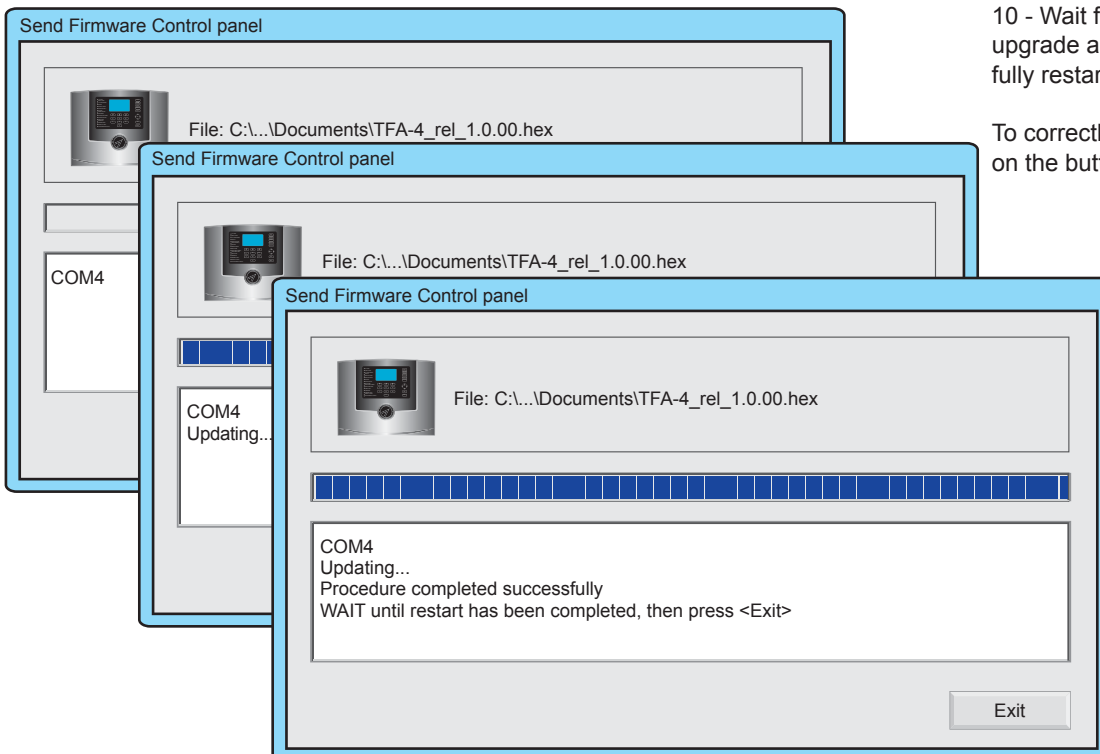 Send Firmware Control panel
File: C:\...\Documents\TFA-4_rel_1.0.00.hex
COM4
Send Firmware Control panel
File: C:\...\Documents\TFA-4_rel_1.0.00.hex
COM4
Updating...
Send Firmware Control panel
File: C:\...\Documents\TFA-4_rel_1.0.00.hex
COM4
Updating...
Procedure completed successfully
WAIT until restart has been completed, then press <Exit>
Exit
10 - Wait
upgrade
fully
To
on the